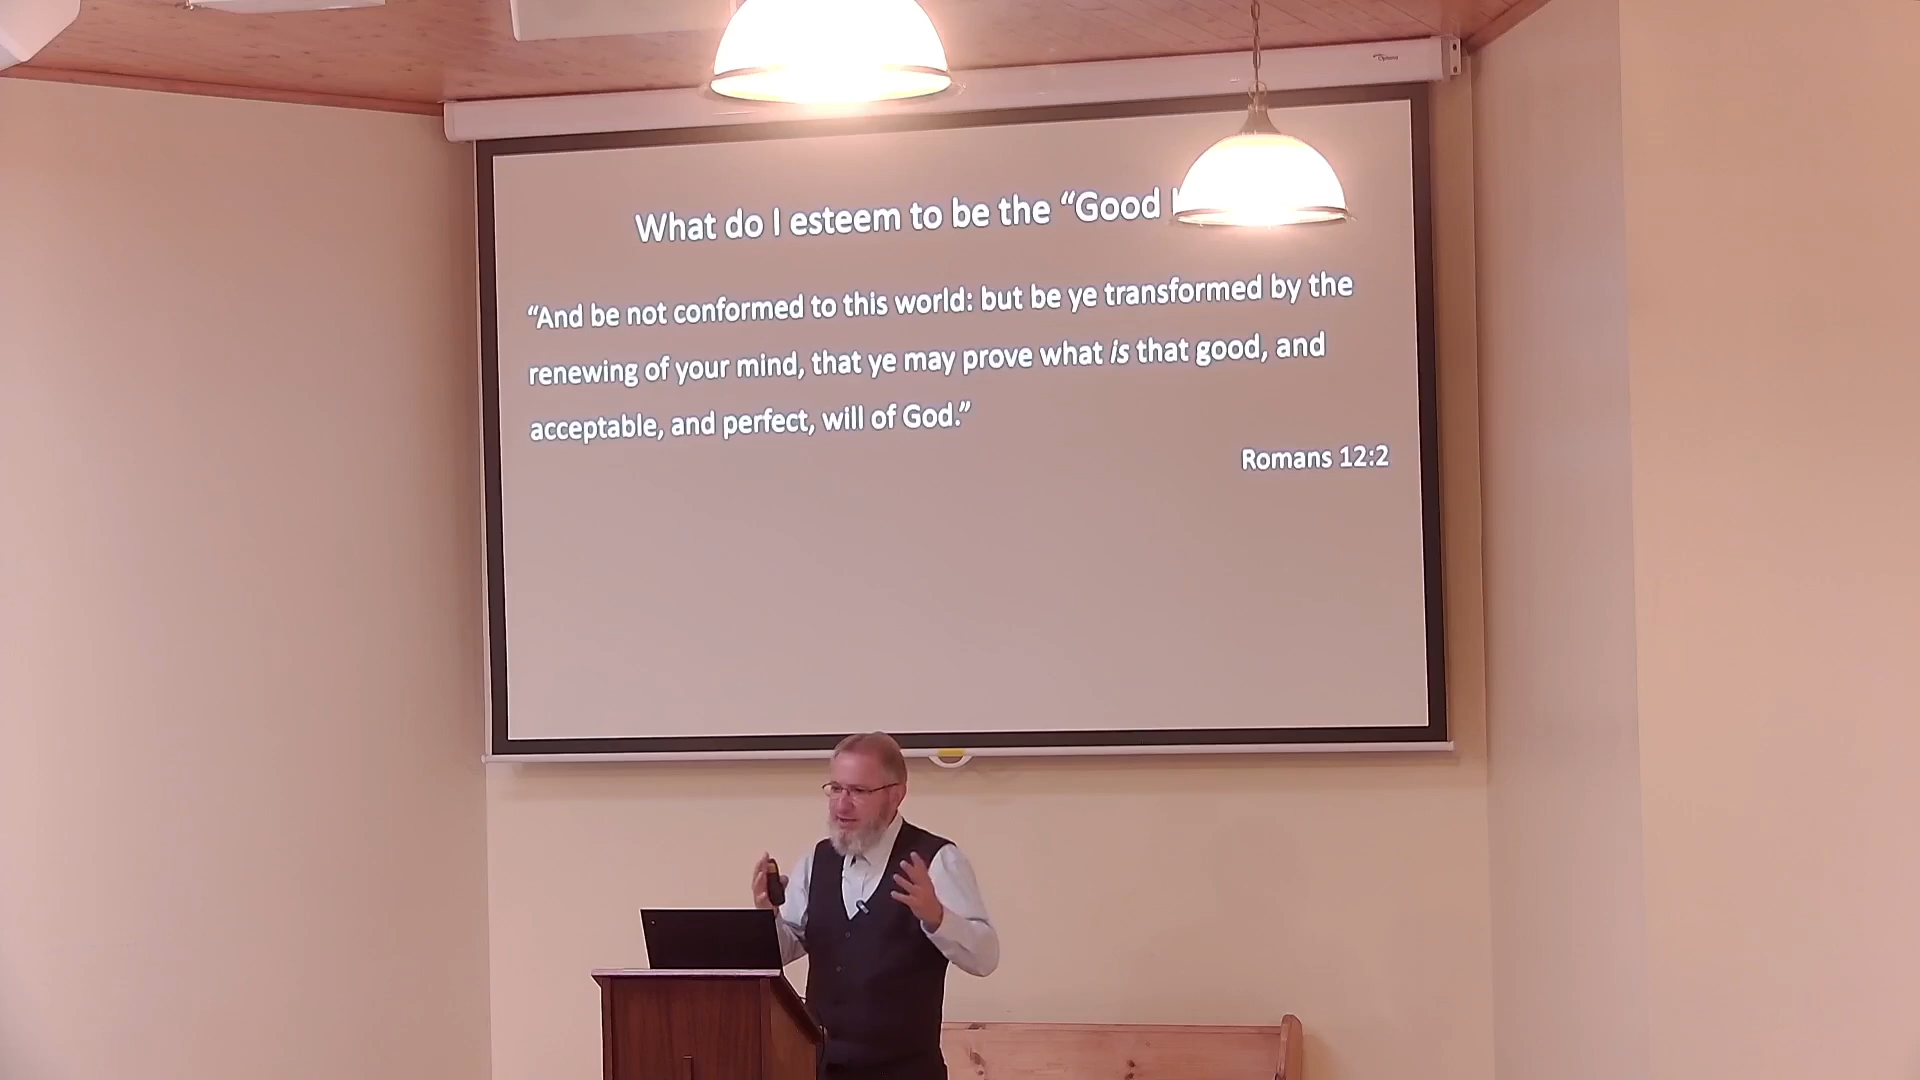 What do I esteem to be the “Good
“And be not conformed to this world: but be ye transformed by the
renewing of your mind, that ye may prove what is that good, and
acceptable, and perfect, will of God.”
Romans 12:2
Optoma